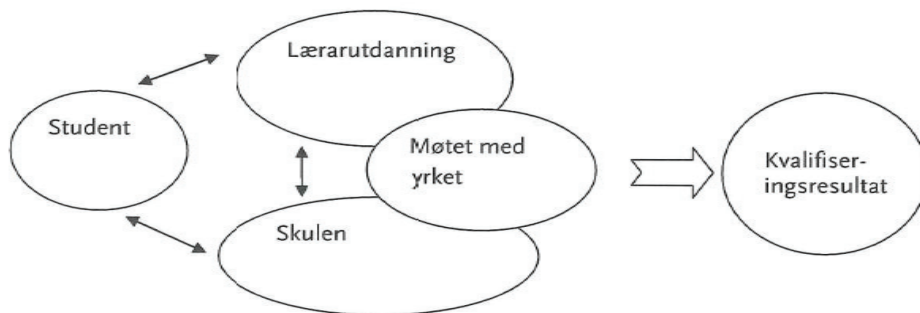 Lærarutdanning
Student
Møtet med
yrket
Kvalifiser-
ingsresultat
Skulen